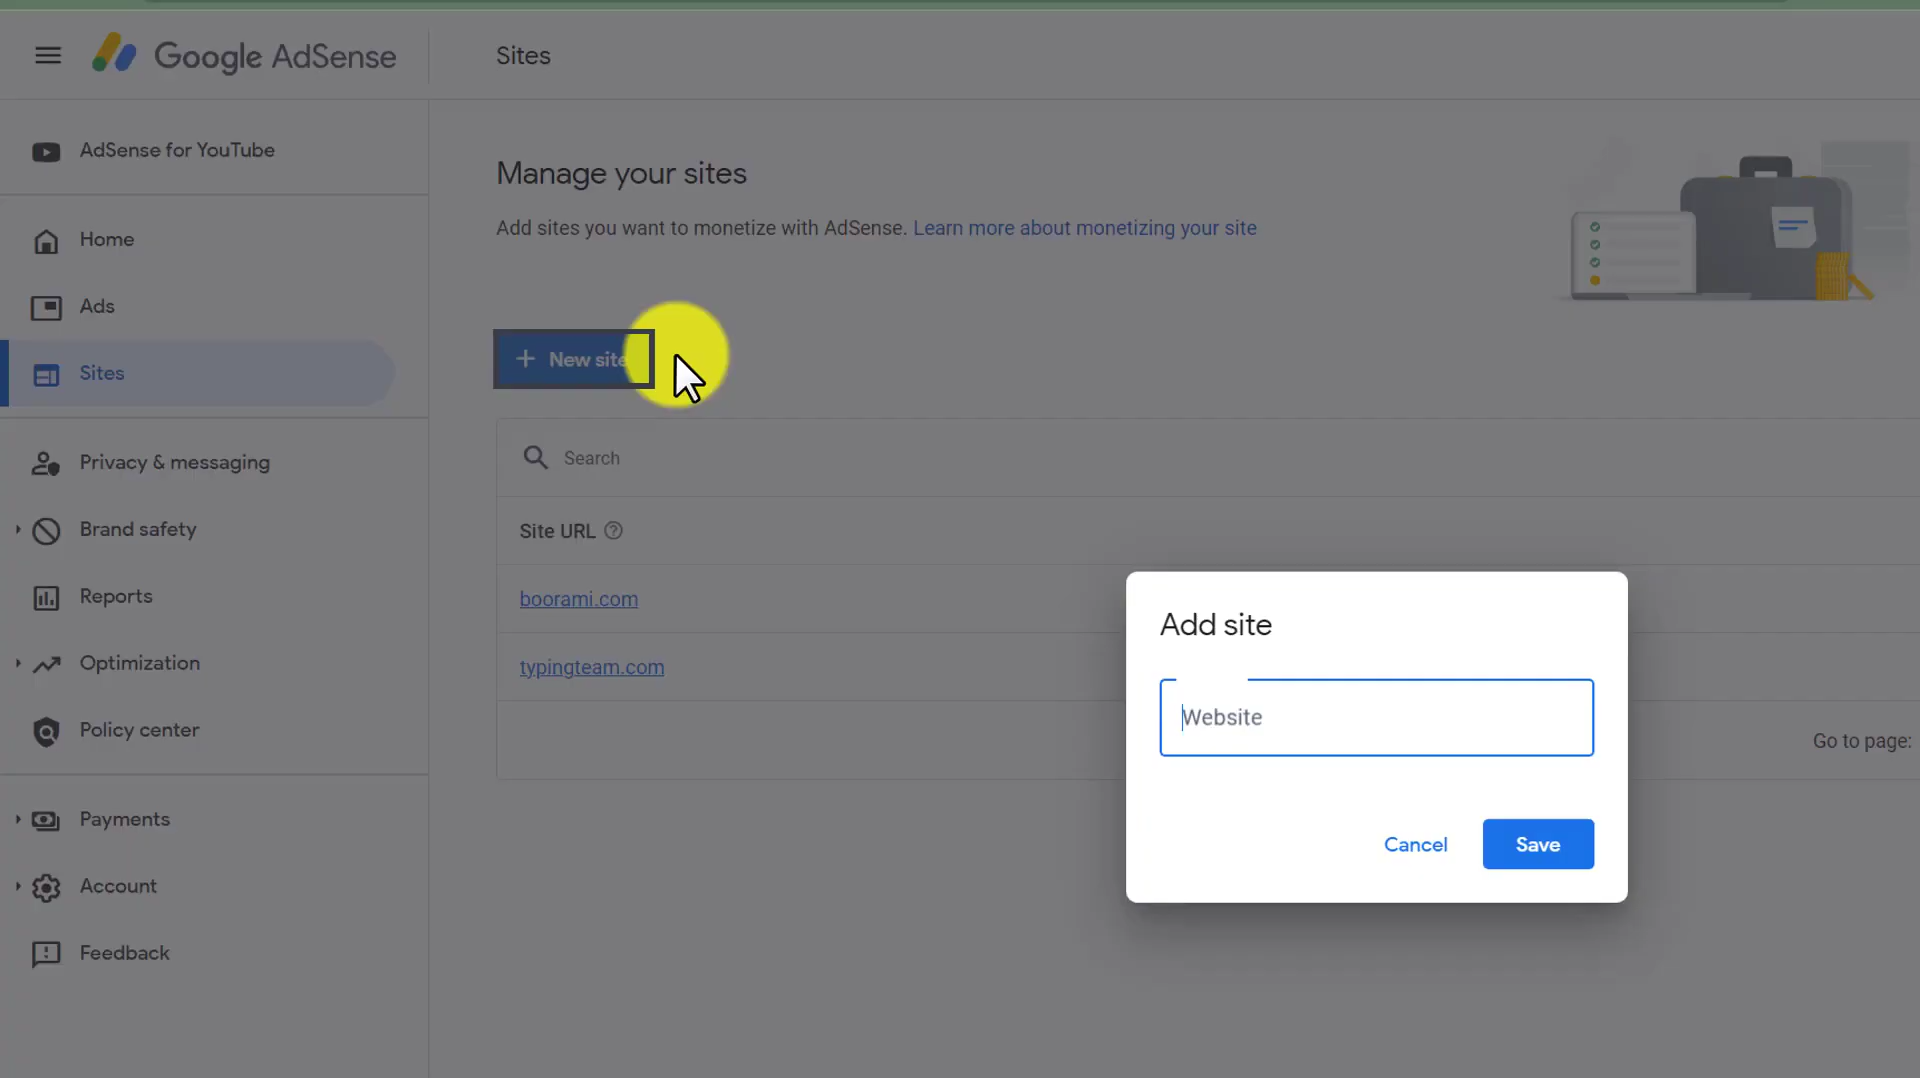 Google AdSense
Sites
AdSense for YouTube
Home
Ads
Sites
Privacy & messaging
Brand safety
Reports
Optimization
Policy center
Payments
Account
Feedback
Manage your sites
Add sites you want to monetize with AdSense. Learn more about monetizing your site
+ New site
Search
Site URL
boorami.com
typingteam.com
Go to page:
Add site
Website
Cancel
Save